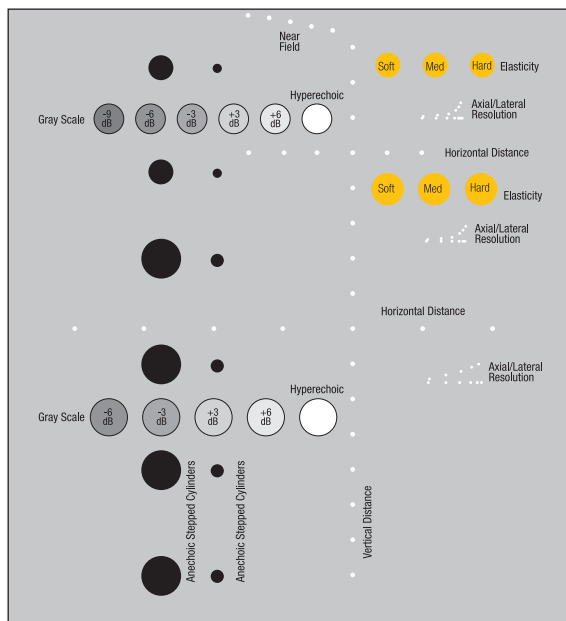 Near
Field
Soft Med Hard Elasticity
Hyperechoic
Axial/Lateral
Resolution
Gray Scale
-9
dB
-6
dB
-3
dB
+3
dB
+6
dB
Horizontal Distance
Soft Med Hard
Elasticity
Axial/Lateral
Resolution
Horizontal Distance
Axial/Lateral
Resolution
Hyperechoic
Gray Scale
-6
dB
-3
dB
+3
dB
+6
dB
Anechoic Stepped Cylinders
Anechoic Stepped Cylinders
Vertical Distance